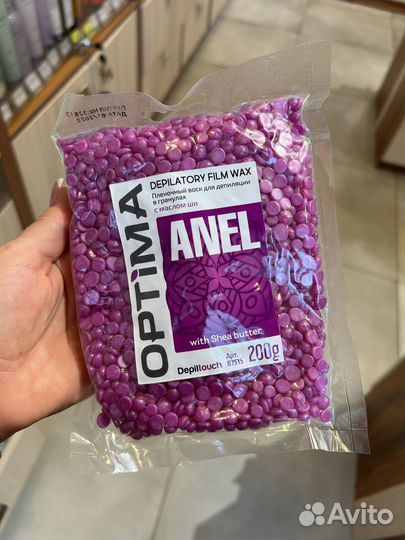 DEPILATORY FILM WAX
Пленочный воск для депиляции
в гранулах
с маслом ши
OPTIMA
ANEL
with Shea butter
Depiltouch
Арт.
87515
200g
Avito